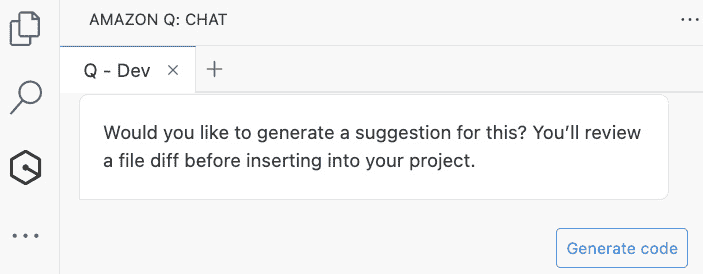 AMAZON Q: CHAT
Q - Dev
Would you like to generate a suggestion for this? You’ll review
a file diff before inserting into your project.
Generate code